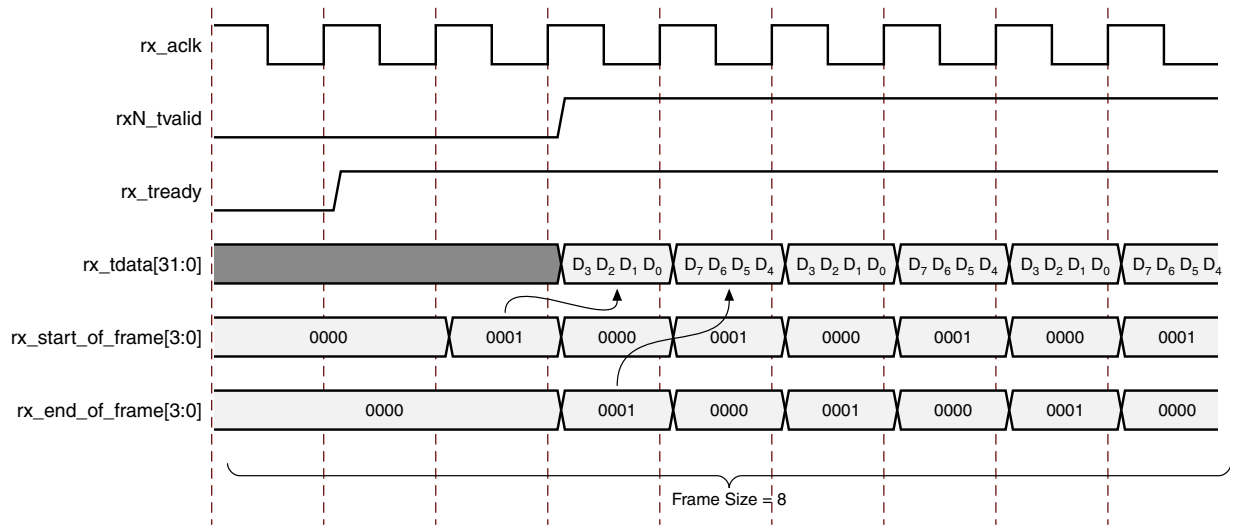 rx_aclk
rxN_tvalid
rx_tready
rx_tdata[31:0] D3 D2 D1 D0 D7 D6 D5 D4 D3 D2 D1 D0 D7 D6 D5 D4 D3 D2 D1 D0 D7 D6 D5 D4
rx_start_of_frame[3:0] 0000 0001 0000 0001 0000 0001 0000 0001
rx_end_of_frame[3:0] 0000 0001 0000 0001 0000 0001 0000
Frame Size = 8